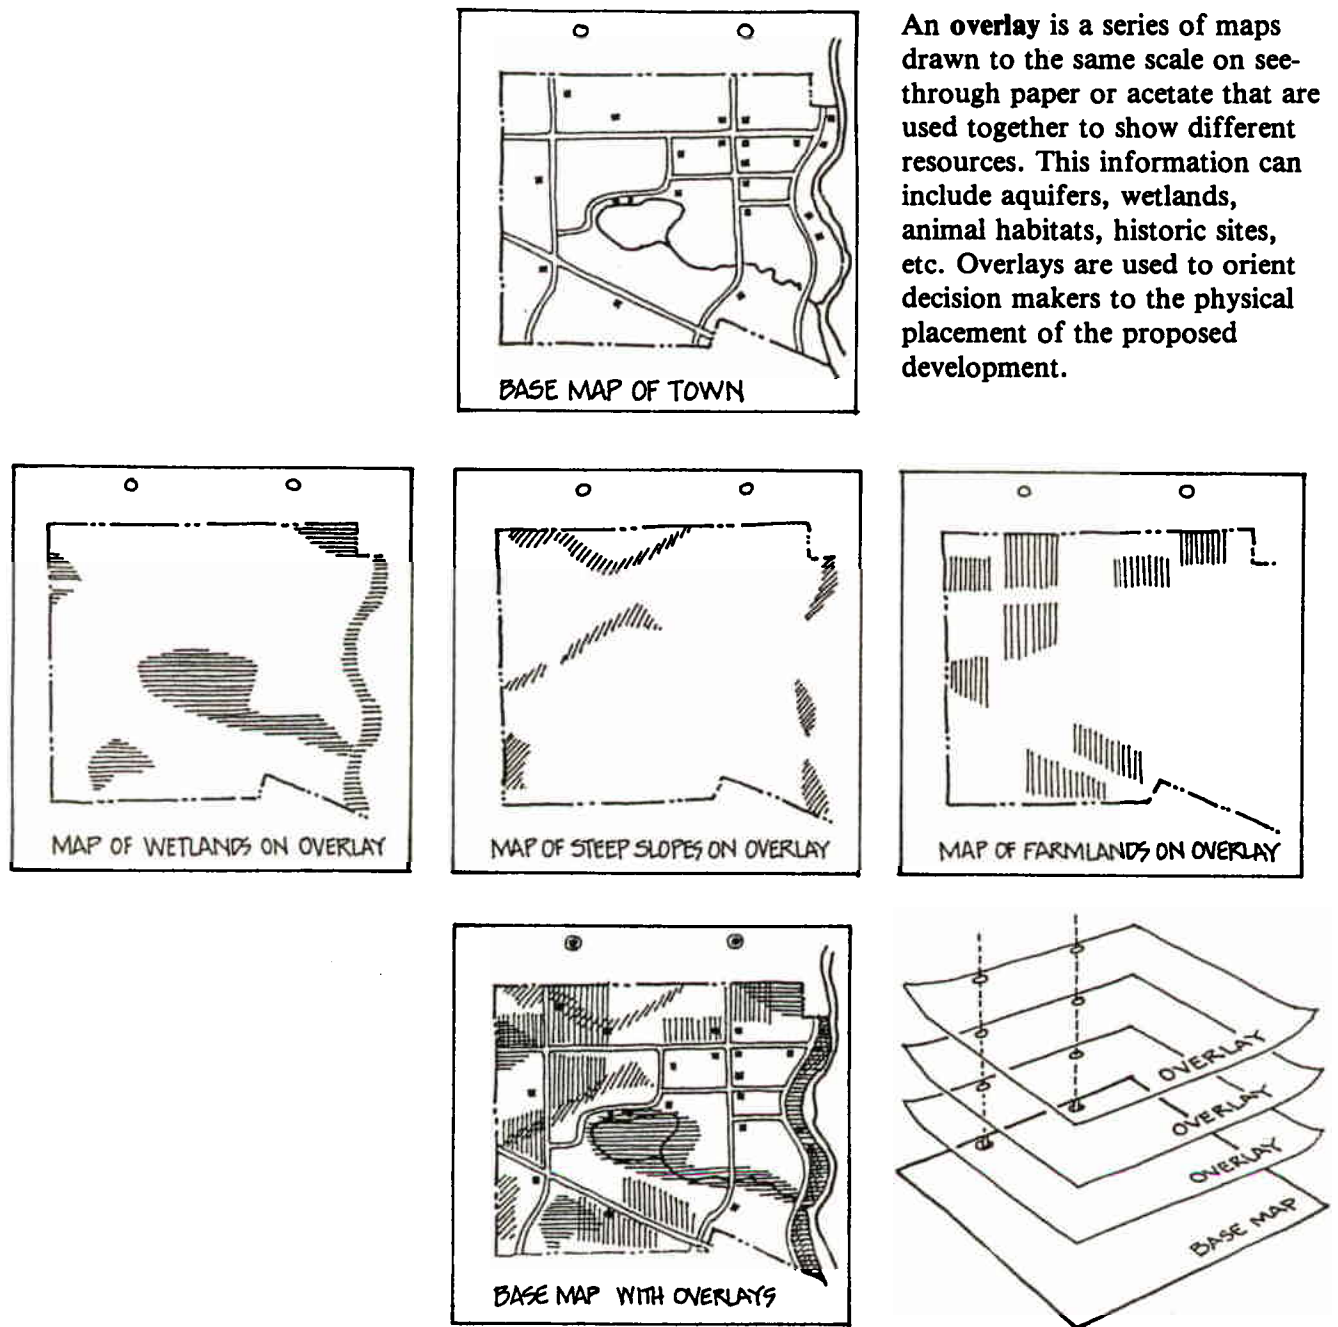 An overlay is a series of maps
drawn to the same scale on see-
through paper or acetate that are
used together to show different
resources. This information can
include aquifers, wetlands,
animal habitats, historic sites,
etc. Overlays are used to orient
decision makers to the physical
placement of the proposed
development.
BASE MAP OF TOWN
MAP OF WETLANDS ON OVERLAY
MAP OF STEEP SLOPES ON OVERLAY
MAP OF FARMLANDS ON OVERLAY
BASE MAP WITH OVERLAYS
OVERLAY
OVERLAY
OVERLAY
BASE MAP